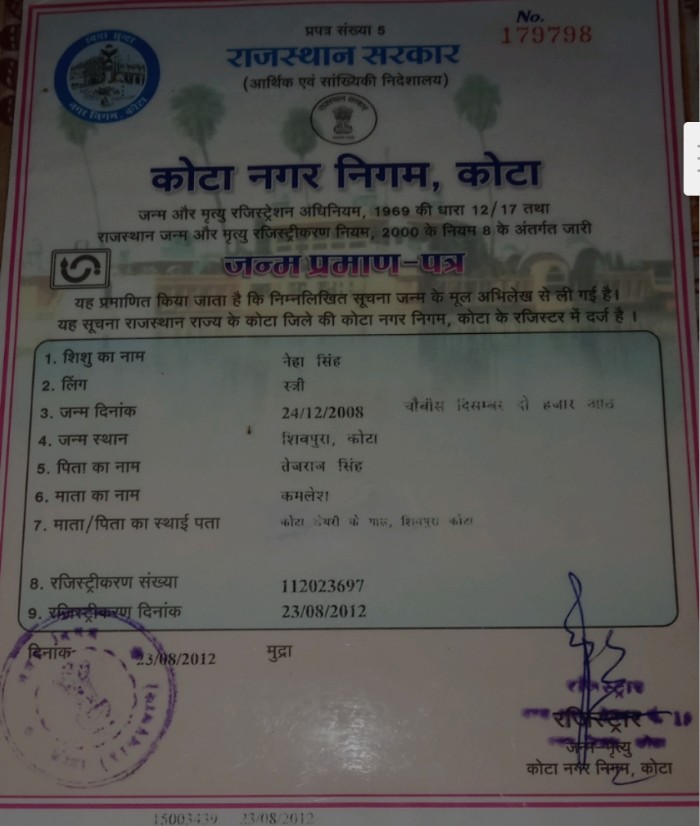 No.
179798
प्रपत्र संख्या 5
राजस्थान सरकार
(आर्थिक एवं सांख्यिकी निदेशालय)
नगर निगम, कोटा
कोटा नगर निगम, कोटा
जन्म और मृत्यु रजिस्ट्रेशन अधिनियम, 1969 की धारा 12/17 तथा
राजस्थान जन्म और मृत्यु रजिस्ट्रीकरण नियम, 2000 के नियम 8 के अंतर्गत जारी
जन्म प्रमाण-पत्र
यह प्रमाणित किया जाता है कि निम्नलिखित सूचना जन्म के मूल अभिलेख से ली गई है।
यह सूचना राजस्थान राज्य के कोटा जिले की कोटा नगर निगम, कोटा के रजिस्टर में दर्ज है ।
1. शिशु का नाम नेहा सिंह
2. लिंग स्त्री
3. जन्म दिनांक 24/12/2008 चौबीस दिसम्बर दो हजार आठ
4. जन्म स्थान शिवपुरा, कोटा
5. पिता का नाम तेजराज सिंह
6. माता का नाम कमलेश
7. माता/पिता का स्थाई पता कोटा डेयरी के पास, शिवपुरा कोटा
8. रजिस्ट्रीकरण संख्या 112023697
9. रजिस्ट्रीकरण दिनांक 23/08/2012
दिनांक 23/08/2012 मुद्रा
रजिस्ट्रार
रजिस्ट्रार
जन्म-मृत्यु
कोटा नगर निगम, कोटा
15003439 23/08/2012